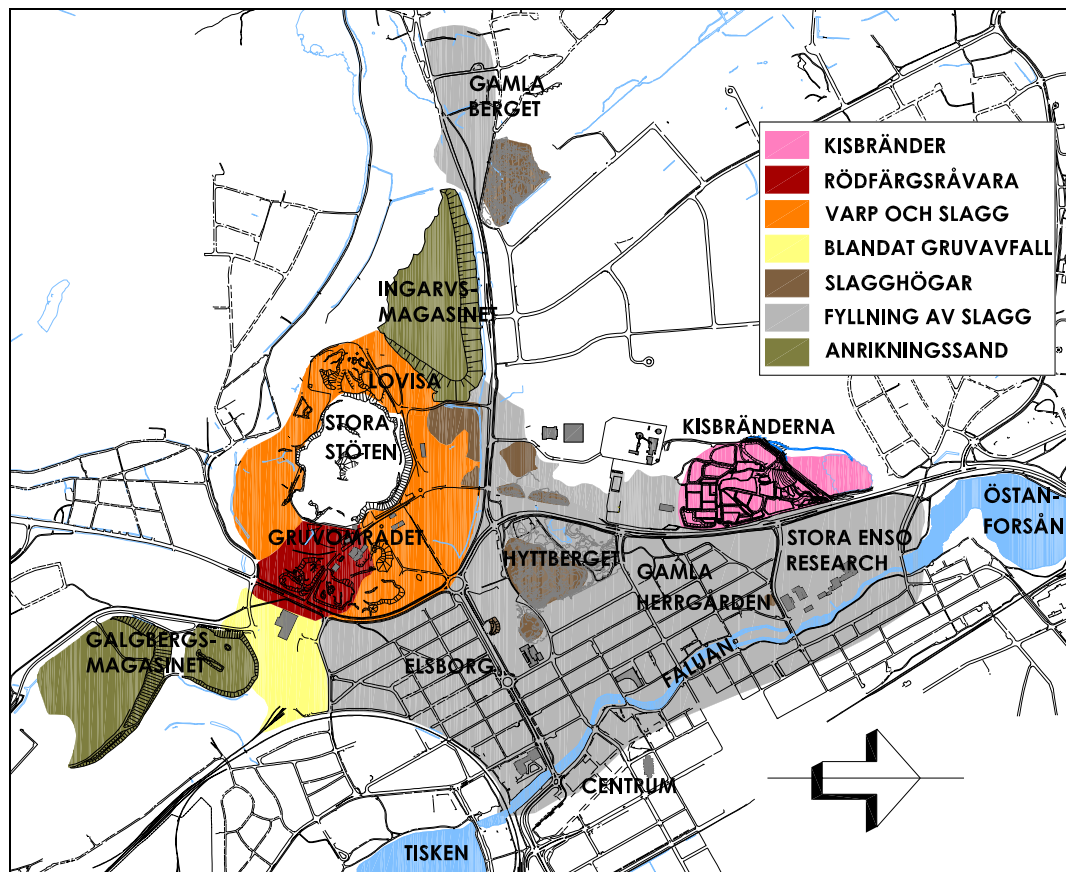 GAMLA
BERGET
KISBRÄNDER
RÖDFÄRGSRÅVARA
VARP OCH SLAGG
BLANDAT GRUVAVFALL
SLAGGHÖGAR
FYLLNING AV SLAGG
ANRIKNINGSSAND
INGARVS-
MAGASINET
LOVISA
STORA
STÖTEN
KISBRÄNDERNA
ÖSTAN-
FORSÅN
GRUVOMRÅDET
STORA ENSO
RESEARCH
HYTTBERGET
GAMLA
HERRGÅRDEN
GALGBERGS-
MAGASINET
ELSBORG
FALUÅN
CENTRUM
TISKEN